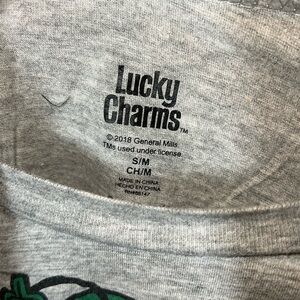 Lucky
Charms™
©2018 General Mills
TMs used under license.
S/M
CH/M
MADE IN CHINA
HECHO EN CHINA